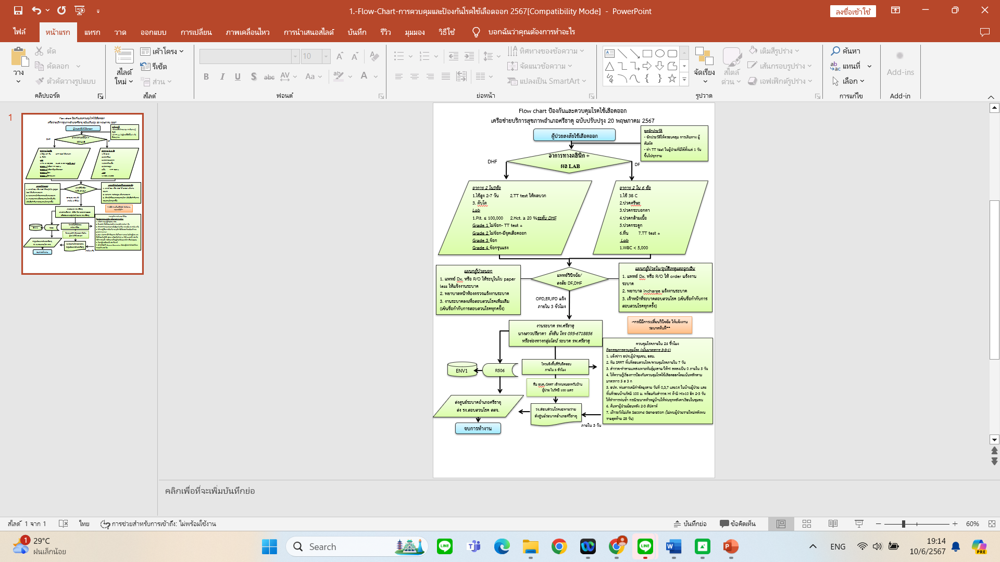 1.-Flow-Chart-การควบคุมและป้องกันโรคไข้เลือดออก 2567[Compatibility Mode] - PowerPoint
ลงชื่อเข้าใช้
ไฟล์ หน้าแรก แทรก วาด ออกแบบ การเปลี่ยน ภาพเคลื่อนไหว การนำเสนอสไลด์ บันทึก รีวิว มุมมอง วิธีใช้ บอกฉันว่าคุณต้องการทำอะไร
วาง
ตัด
คัดลอก
ตัวคัดวางรูปแบบ
คลิปบอร์ด
สไลด์
ใหม่
เค้าโครง
รีเซ็ต
ส่วน
สไลด์
10
B I U S abc AV Aa A
ฟอนต์
ทิศทางของข้อความ
จัดแนวข้อความ
แปลงเป็น SmartArt
ย่อหน้า
จัดเรียง
สไตล์
ด่วน
เติมสีรูปร่าง
เส้นกรอบรูปร่าง
เอฟเฟ็กต์รูปร่าง
รูปวาด
ค้นหา
แทนที่
เลือก
การแก้ไข
Add-ins
Add-in
1
Flow chart ป้องกันและควบคุมโรคไข้เลือดออก
เครือข่ายบริการสุขภาพอำเภอศรีธาตุ ฉบับปรับปรุง 20 พฤษภาคม 2567
ผู้ป่วยสงสัยไข้เลือดออก
จุดซักประวัติ
- ซักประวัติให้ครอบคลุม การเดินทาง ผู้
สัมผัส
- ทำ TT test ในผู้ป่วยที่มีไข้ตั้งแต่ 1 วัน
ขึ้นไปทุกราย
อาการทางคลินิก +
ผล LAB
DHF
DF
อาการ 2 ใน3ข้อ
1.ไข้สูง 2-7 วัน 2.TT test ให้ผลบวก
3. ตับโต
Lab
1.Plt. ≤ 100,000 2.Hct. ≥ 20 %ระดับ DHF
Grade 1 ไม่ช็อก- TT test +
Grade 2 ไม่ช็อก-มีจุดเลือดออก
Grade 3 ช็อก
Grade 4 ช็อกรุนแรง
อาการ 2 ใน 6 ข้อ
1.ไข้ 38 C
2.ปวดศรีษะ
3.ปวดกระบอกตา
4.ปวดกล้ามเนื้อ
5.ปวดกระดูก
6.ผื่น 7.TT test +
Lab
1.WBC < 5,000
แผนกผู้ป่วยนอก
1. แพทย์ Dx. หรือ R/O ให้ระบุในใบ paper
less ให้แจ้งงานระบาด
2. พยาบาลหน้าห้องตรวจแจ้งงานระบาด
3. งานระบาดลงเพื่อสอบสวนโรคเพิ่มเติม
(เซ็นชื่อกำกับการสอบสวนโรคทุกครั้ง)
แพทย์วินิจฉัย/
สงสัย DF,DHF
แผนกผู้ป่วยใน/อุบัติเหตุและฉุกเฉิน
1. แพทย์ Dx. หรือ R/O ให้ order แจ้งงาน
ระบาด
2. พยาบาล incharge แจ้งงานระบาด
3. เจ้าหน้าที่ระบาดสอบสวนโรค (เซ็นชื่อกำกับการ
สอบสวนโรคทุกครั้ง)
OPD,ER,IPD แจ้ง
ภายใน 3 ชั่วโมง
งานระบาด รพ.ศรีธาตุ
นางสาวปรียาดา ยั่งยืน โทร 095-6718856
หรือช่องทางกลุ่มไลน์ ระบาด รพ.ศรีธาตุ
กรณีมีการเปลี่ยนวินิจฉัย ให้แจ้งงาน
ระบาดทันที**
ENV1
R506
โทรแจ้งพื้นที่รับผิดชอบ
ภายใน 3 ชั่วโมง
ทีม อบต./SRRT เข้าพ่นหมอกควันบ้าน
ผู้ป่วย ในรัศมี 100 เมตร
ควบคุมโรคภายใน 24 ชั่วโมง
กิจกรรมการควบคุมโรค (เน้นมาตรการ 3-3-1)
1. แจ้งข่าว อปท,ผู้นำชุมชน, อสม.
2. ทีม SRRT พื้นที่สอบสวนโรค/ควบคุมโรคภายใน 7 วัน
3. สำรวจ-ทำลายแหล่งเพาะพันธุ์ยุงลาย/ให้HI ลดลงเป็น 0 ภายใน 5 วัน
4. ให้ความรู้เรื่องการป้องกันควบคุมโรคไข้เลือดออกโดยเน้นหลักตาม
มาตรการ 5 ส 3 ก
5. อปท. พ่นสารเคมีกำจัดยุงลาย วันที่ 0,3,7 และ14 ในบ้านผู้ป่วย และ
พื้นที่รอบบ้านรัศมี 100 ม. พร้อมกับสำรวจ HI ถ้ามี HI>10 อีก 2-3 วัน
ให้ทำการพ่นซ้ำ กรณีระบาดทั่วหมู่บ้านให้พ่นทุกหลังคาเรือนในชุมชน
6. ค้นหาผู้ป่วยย้อนหลัง 2-3 สัปดาห์
7. เฝ้าระวังไม่เกิด Second Generation (ไม่พบผู้ป่วยรายใหม่หลังพบ
รายสุดท้าย 28 วัน)
ส่งศูนย์ระบาดอำเภอศรีธาตุ
ส่ง รง.สอบสวนโรค สสจ.
รง.สอบสวนโรคเฉพาะราย
ส่งศูนย์ระบาดอำเภอศรีธาตุ
ภายใน 3 วัน
จบการทำงาน
คลิกเพื่อที่จะเพิ่มบันทึกย่อ
สไลด์ 1 จาก 1 ไทย การช่วยสำหรับการเข้าถึง: ไม่พร้อมใช้งาน บันทึกย่อ ข้อคิดเห็น 60%
1
29°C
ฝนเล็กน้อย
Search
ENG
19:14
10/6/2567
PRE